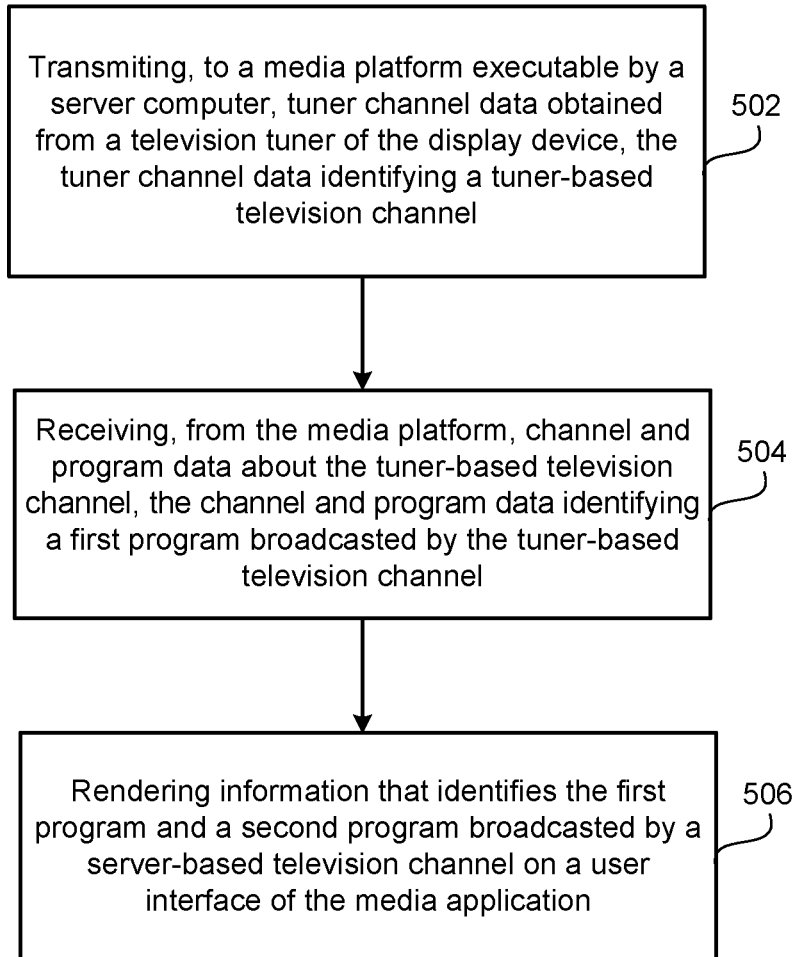 Transmiting, to a media platform executable by a
server computer, tuner channel data obtained
from a television tuner of the display device, the
tuner channel data identifying a tuner-based
television channel
502
Receiving, from the media platform, channel and
program data about the tuner-based television
channel, the channel and program data identifying
a first program broadcasted by the tuner-based
television channel
504
Rendering information that identifies the first
program and a second program broadcasted by a
server-based television channel on a user
interface of the media application
506